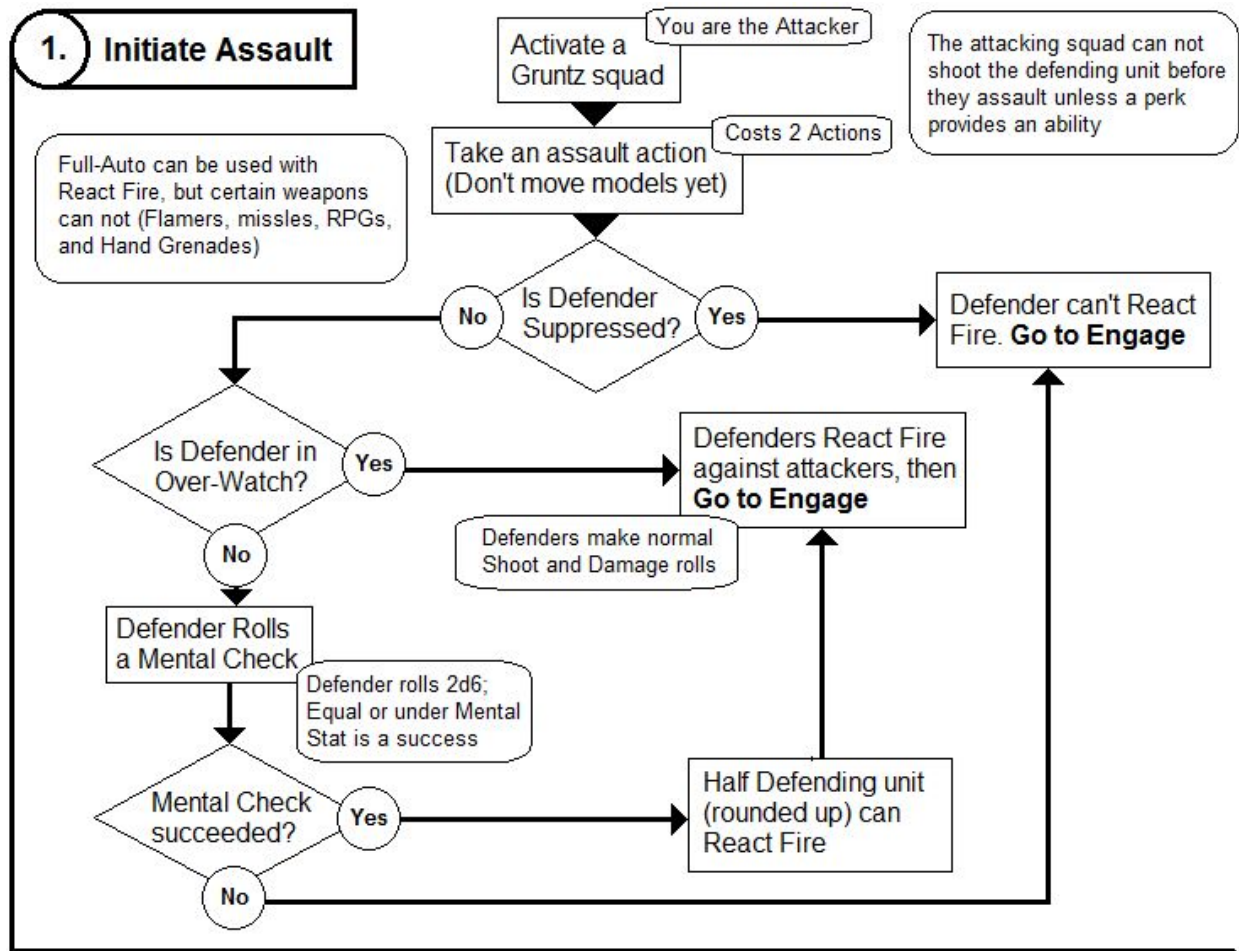 1. Initiate Assault
Activate a
Gruntz squad
You are the Attacker
The attacking squad can not
shoot the defending unit before
they assault unless a perk
provides an ability
Take an assault action
(Don't move models yet)
Costs 2 Actions
Full-Auto can be used with
React Fire, but certain weapons
can not (Flamers, missles, RPGs,
and Hand Grenades)
Is Defender
Suppressed?
No
Yes
Defender can't React
Fire. Go to Engage
Is Defender in
Over-Watch?
Yes
No
Defenders React Fire
against attackers, then
Go to Engage
Defenders make normal
Shoot and Damage rolls
Defender Rolls
a Mental Check
Defender rolls 2d6;
Equal or under Mental
Stat is a success
Mental Check
succeeded?
Yes
No
Half Defending unit
(rounded up) can
React Fire